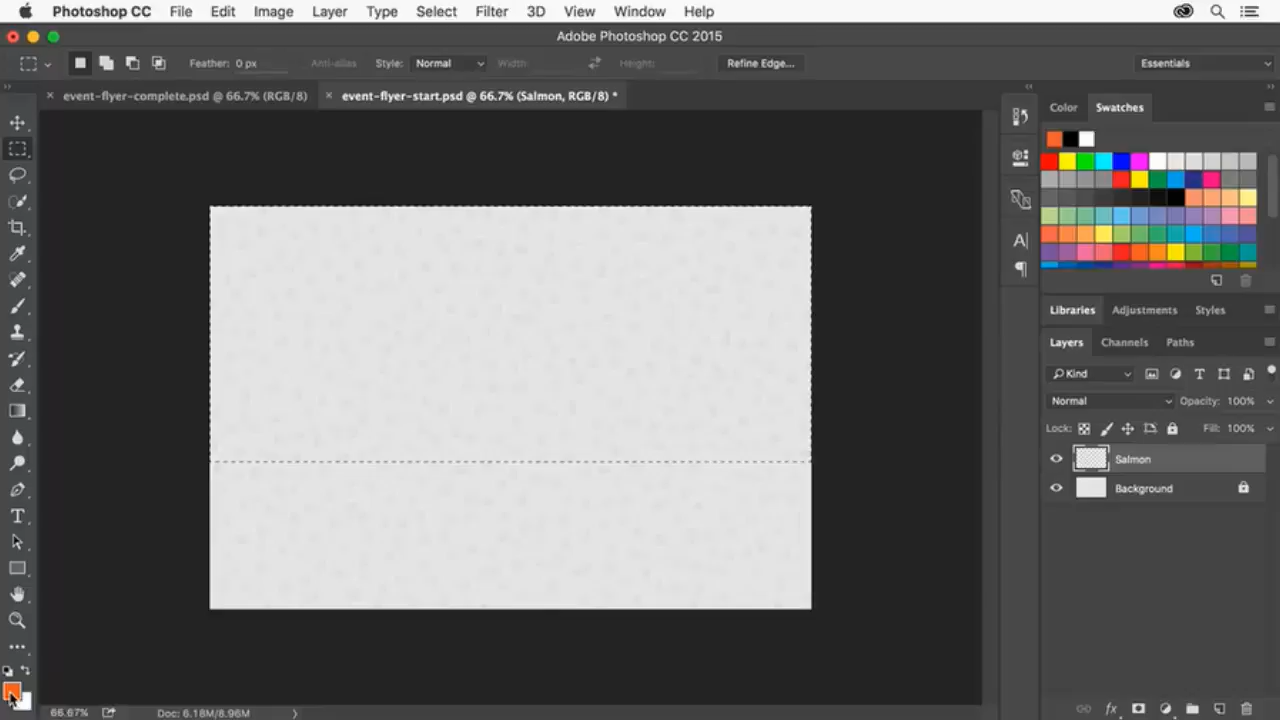 Photoshop CC File Edit Image Layer Type Select Filter 3D View Window Help
Adobe Photoshop CC 2015
Feather: 0 px Anti-alias Style: Normal Width: Height: Refine Edge... Essentials
event-flyer-complete.psd @ 66.7% (RGB/8) event-flyer-start.psd @ 66.7% (Salmon, RGB/8) *
Color Swatches
Libraries Adjustments Styles
Layers Channels Paths
Kind
Normal Opacity: 100%
Lock: Fill: 100%
Salmon
Background
66.67% Doc: 6.18M/8.96M